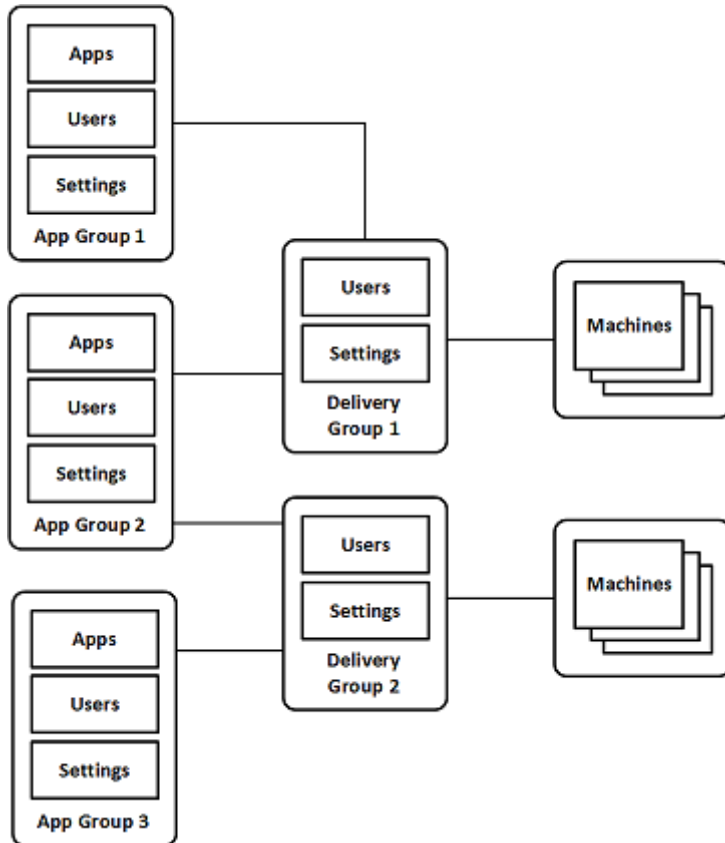 Apps
Users
Settings
App Group 1
Apps
Users
Settings
App Group 2
Apps
Users
Settings
App Group 3
Users
Settings
Delivery
Group 1
Users
Settings
Delivery
Group 2
Machines
Machines